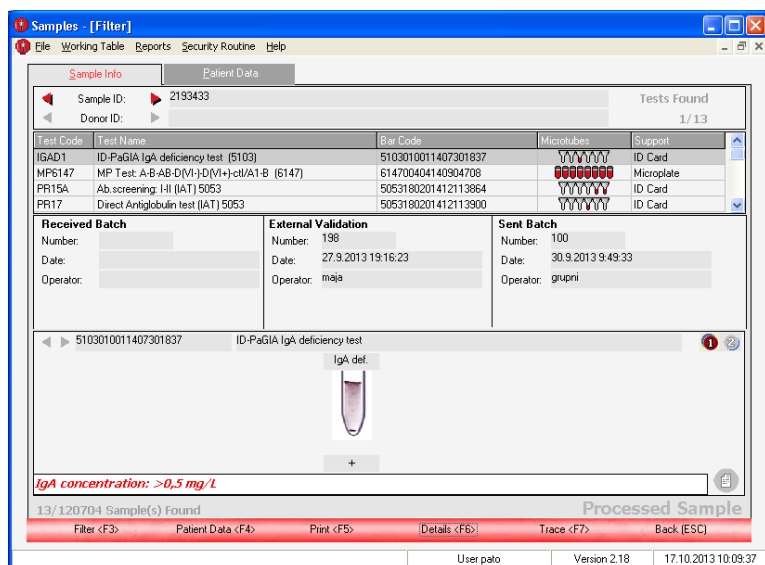 Samples - [Filter]
File Working Table Reports Security Routine Help
Sample Info Patient Data
Sample ID: 2193433 Tests Found
Donor ID: 1/13
Test Code Test Name Bar Code Microtubes Support
IGAD1 ID-PaGIA IgA deficiency test (5103) 5103010011407301837 ID Card
MP6147 MP Test: A-B-AB-D(VI-)-D(VI+)-ctl/A1-B (6147) 614700404140904708 Microplate
PR15A Ab.screening: I-II (IAT) 5053 5053180201412113864 ID Card
PR17 Direct Antiglobulin test (IAT) 5053 5053180201412113900 ID Card
Received Batch External Validation Sent Batch
Number: Number: 198 Number: 100
Date: Date: 27.9.2013 19:16:23 Date: 30.9.2013 9:49:33
Operator: Operator: maja Operator: grupni
5103010011407301837 ID-PaGIA IgA deficiency test 1 2
IgA def.
+
IgA concentration: >0,5 mg/L
13/120704 Sample(s) Found Processed Sample
Filter <F3> Patient Data <F4> Print <F5> Details <F6> Trace <F7> Back (ESC)
User pato Version 2.18 17.10.2013 10:09:37